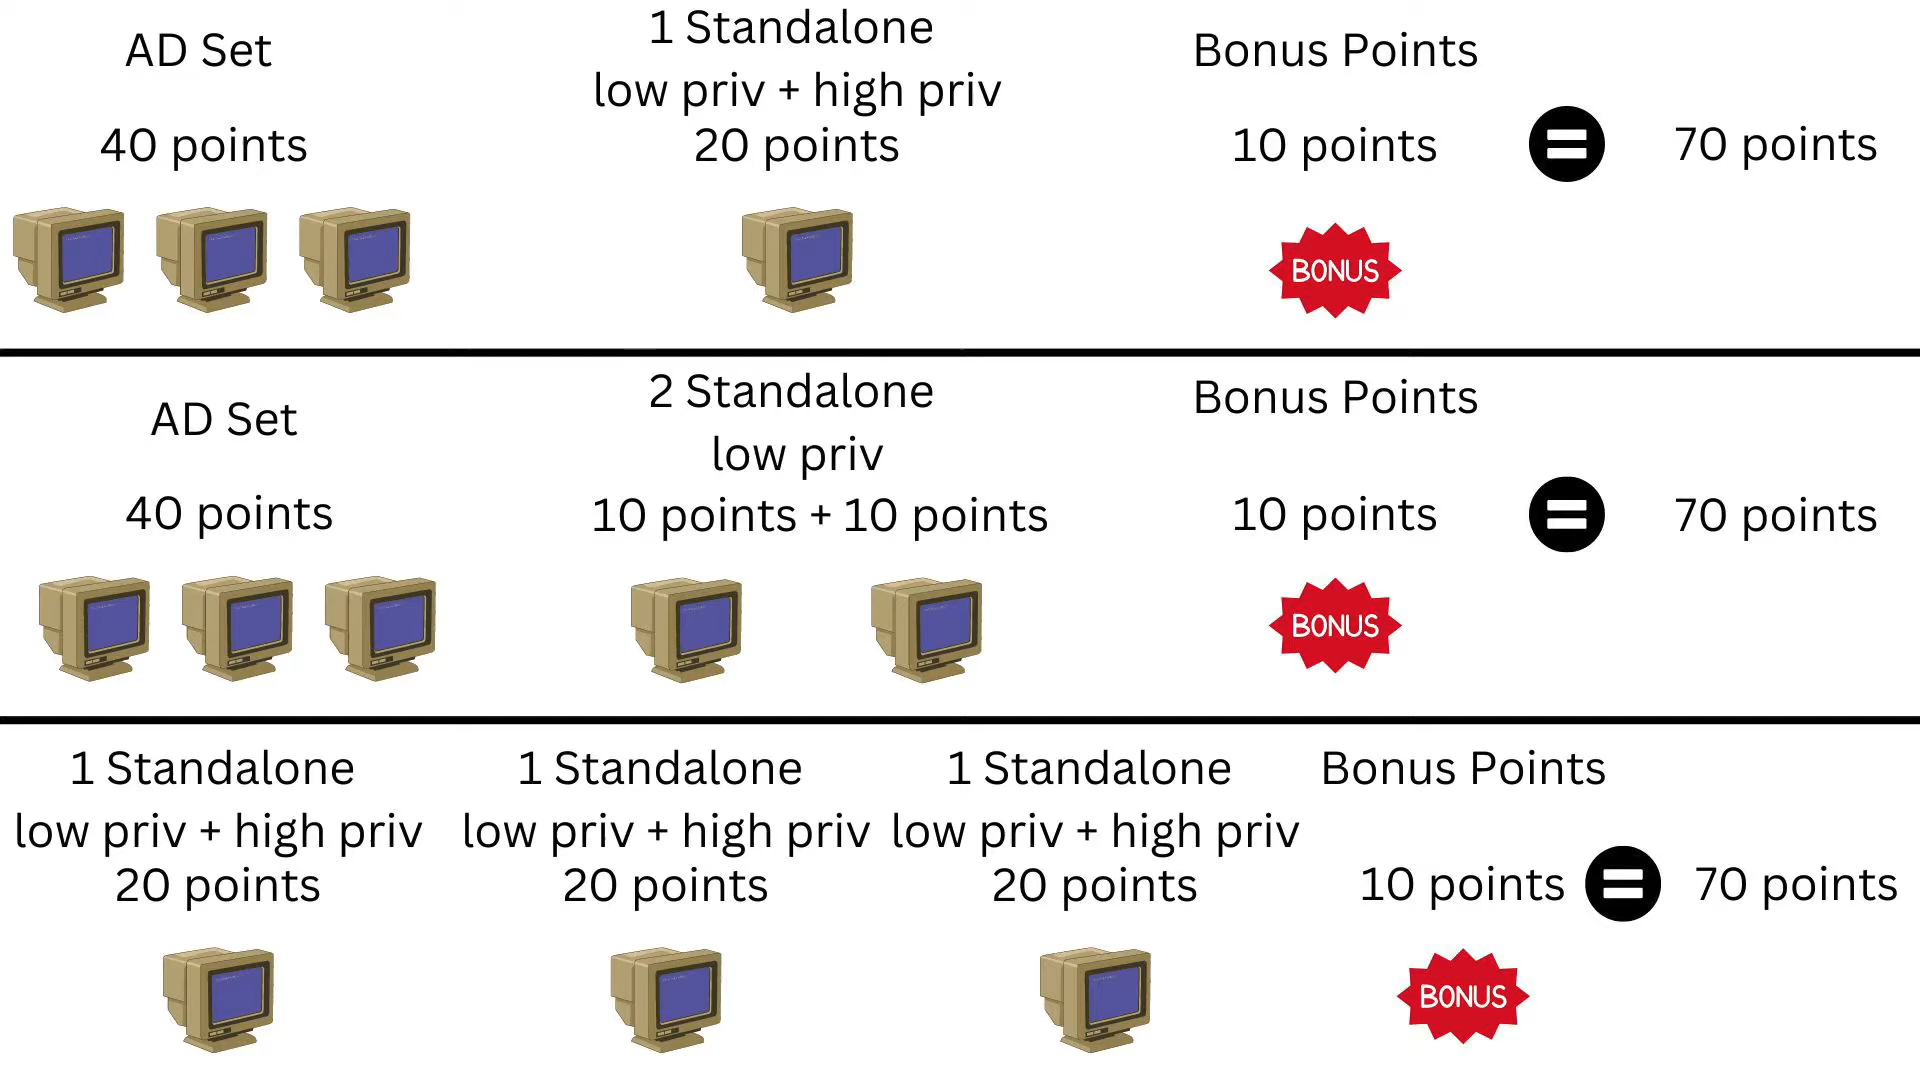 AD Set
40 points
1 Standalone
low priv + high priv
20 points
Bonus Points
10 points
=
70 points
BONUS
AD Set
40 points
2 Standalone
low priv
10 points + 10 points
Bonus Points
10 points
=
70 points
BONUS
1 Standalone
low priv + high priv
20 points
1 Standalone
low priv + high priv
20 points
1 Standalone
low priv + high priv
20 points
Bonus Points
10 points
=
70 points
BONUS